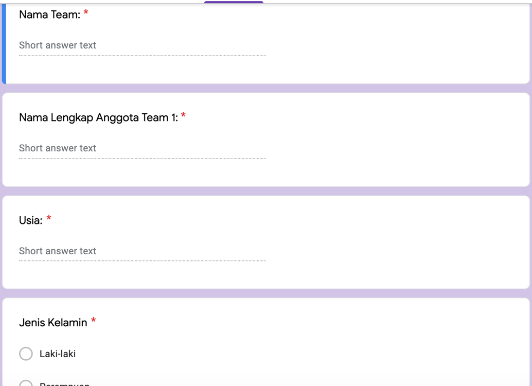 Nama Team: *
Short answer text
Nama Lengkap Anggota Team 1: *
Short answer text
Usia: *
Short answer text
Jenis Kelamin *
Laki-laki
Perempuan